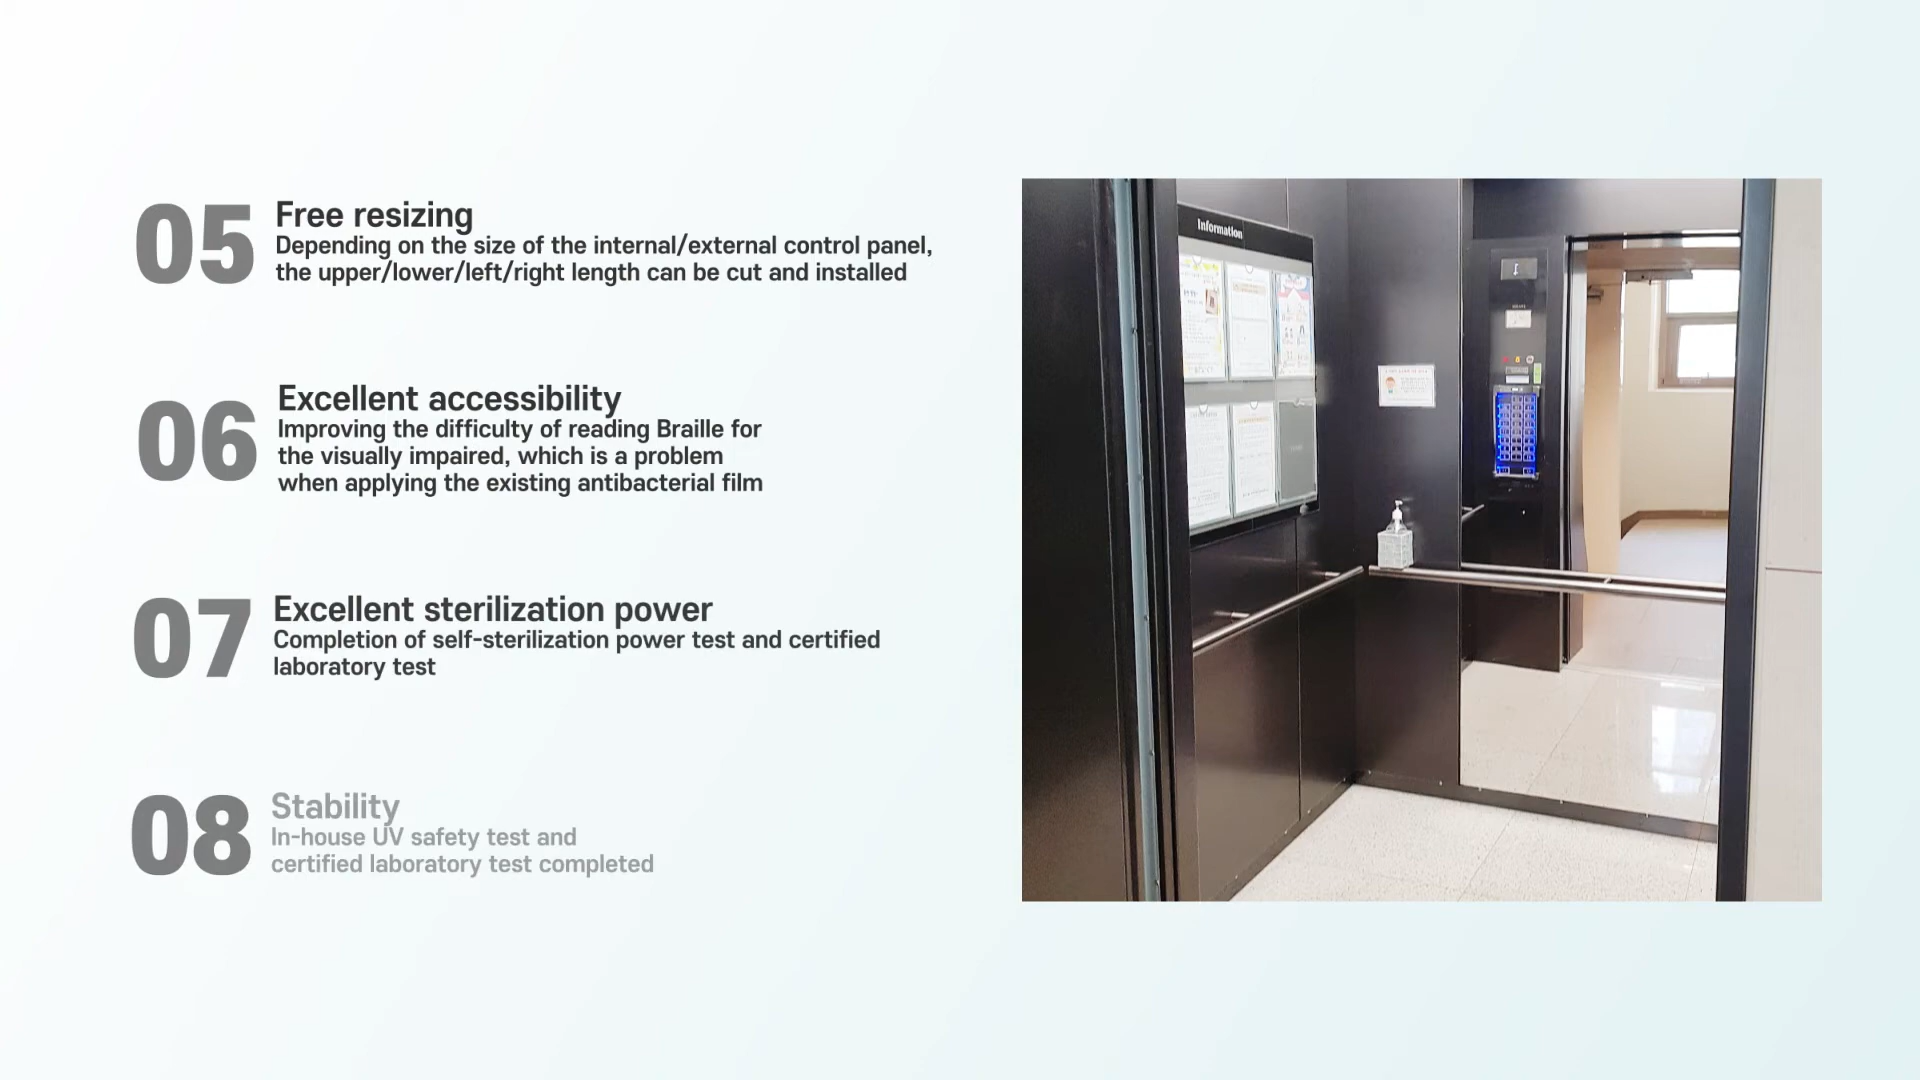 05
Free resizing
Depending on the size of the internal/external control panel,
the upper/lower/left/right length can be cut and installed
06
Excellent accessibility
Improving the difficulty of reading Braille for
the visually impaired, which is a problem
when applying the existing antibacterial film
07
Excellent sterilization power
Completion of self-sterilization power test and certified
laboratory test
08
Stability
In-house UV safety test and
certified laboratory test completed
Information